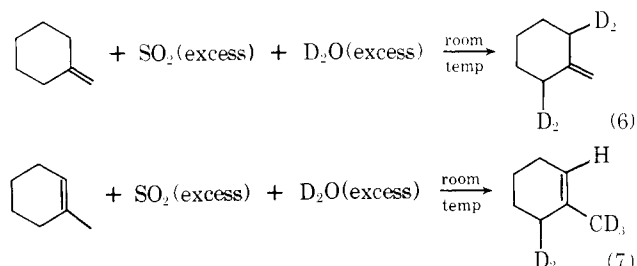 + SO₂(excess) + D₂O(excess) room temp D₂ D₂ (6)
+ SO₂(excess) + D₂O(excess) room temp H CD₃ D₂ (7)